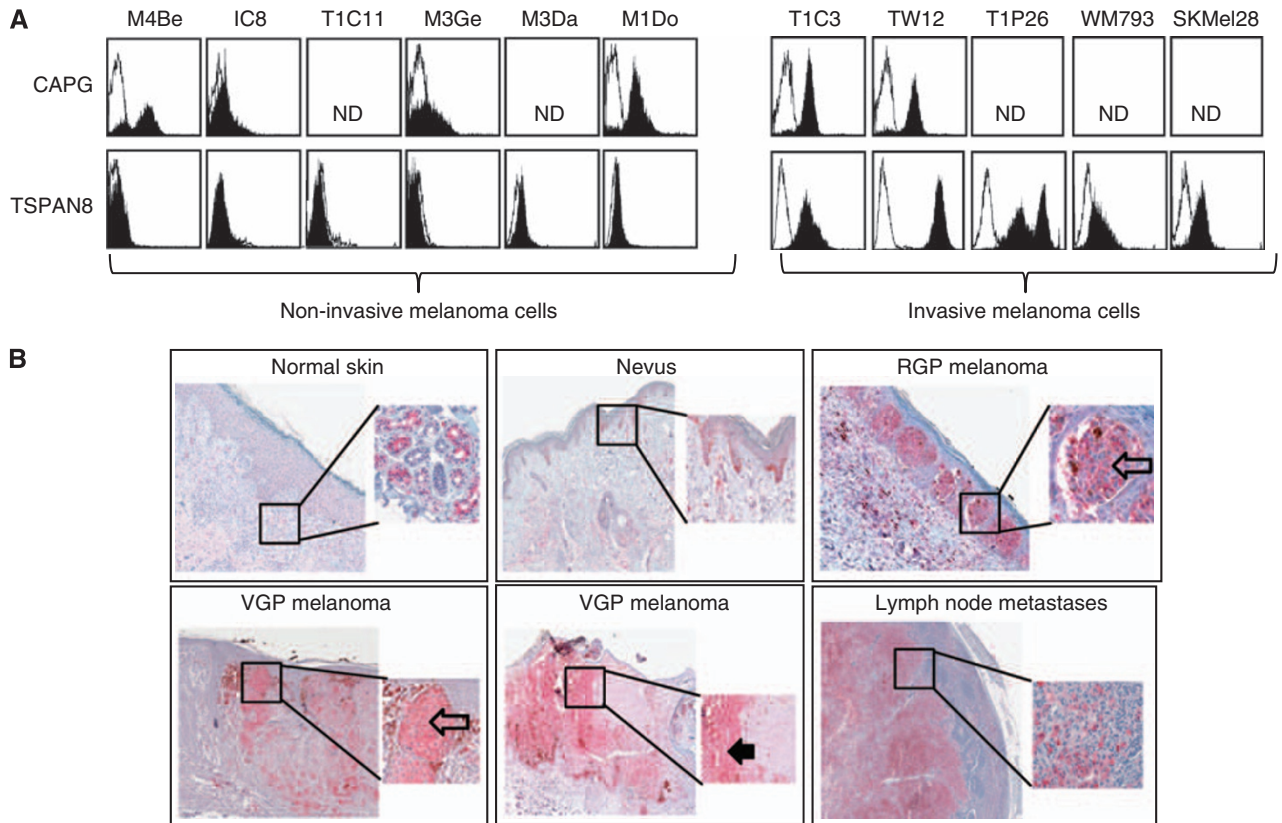 A
M4Be IC8 T1C11 M3Ge M3Da M1Do T1C3 TW12 T1P26 WM793 SKMel28
CAPG ND ND ND ND ND
TSPAN8
Non-invasive melanoma cells Invasive melanoma cells
B
Normal skin Nevus RGP melanoma
VGP melanoma VGP melanoma Lymph node metastases